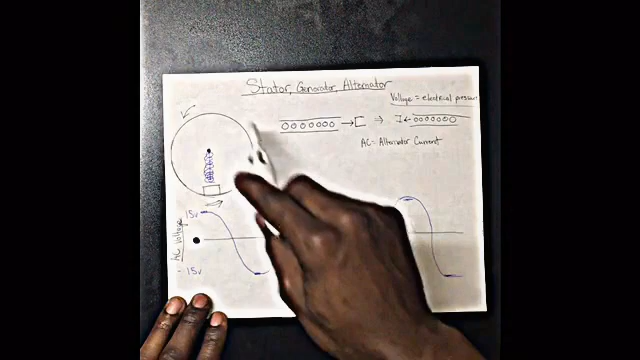 Stator, Generator, Alternator
Voltage = electrical pressure
AC = Alternator Current
AC Voltage
15v
- 15v